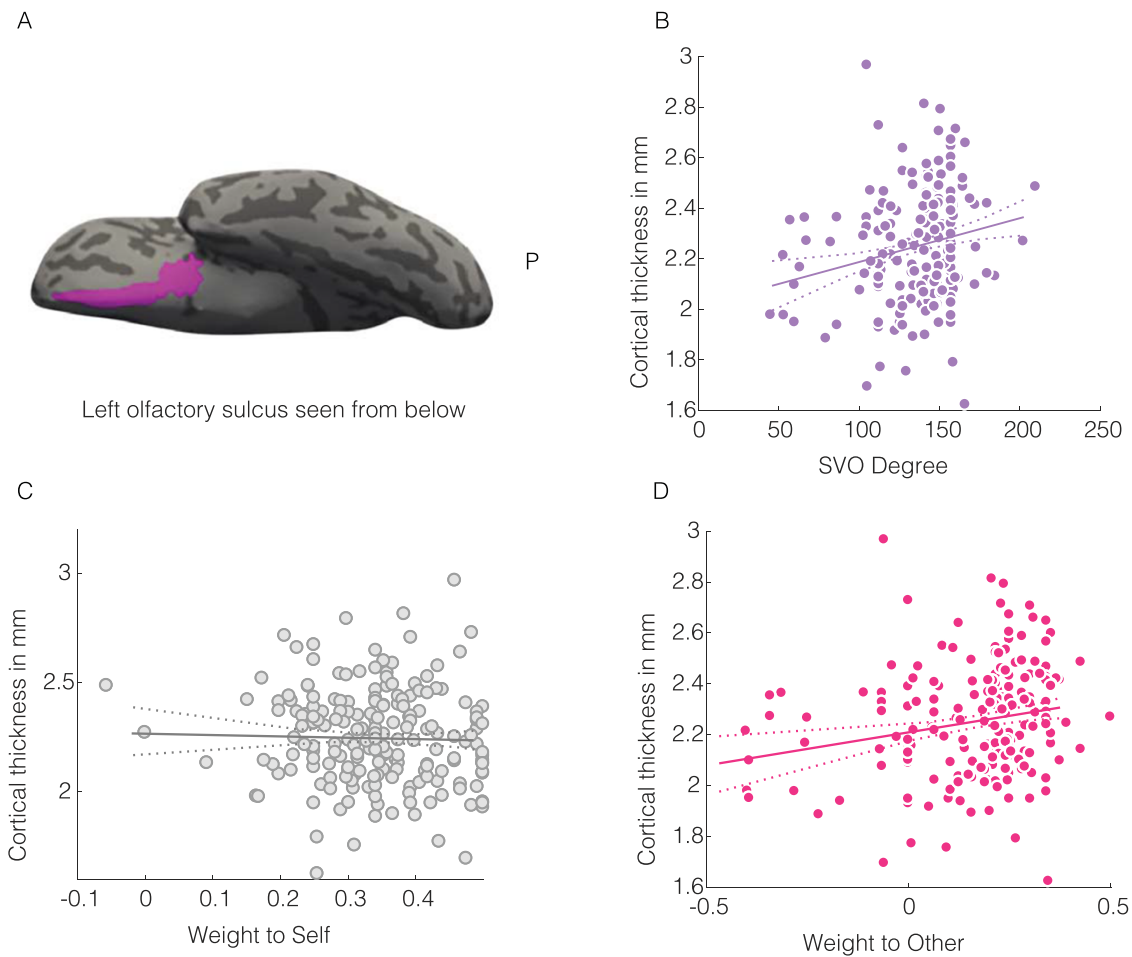 A
P
Left olfactory sulcus seen from below
B
3
2.8
2.6
2.4
2.2
2
1.8
1.6
Cortical thickness in mm
0
50
100
150
200
250
SVO Degree
C
3
2.5
2
Cortical thickness in mm
-0.1
0
0.1
0.2
0.3
0.4
Weight to Self
D
3
2.8
2.6
2.4
2.2
2
1.8
1.6
Cortical thickness in mm
-0.5
0
0.5
Weight to Other